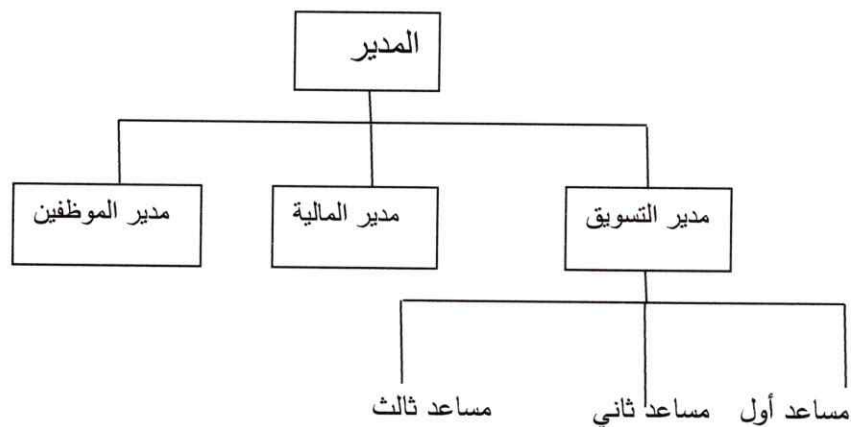 المدير
مدير التسويق
مدير المالية
مدير الموظفين
مساعد أول
مساعد ثاني
مساعد ثالث